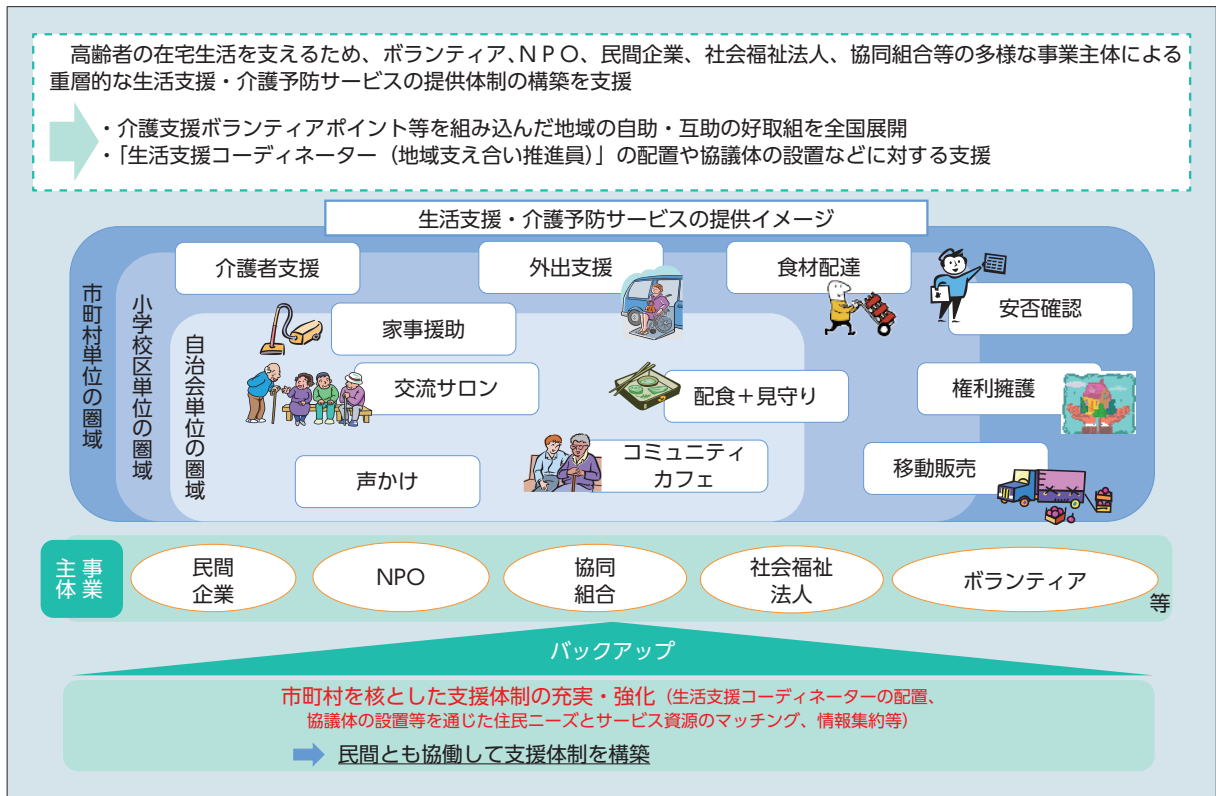 高齢者の在宅生活を支えるため、ボランティア、ＮＰＯ、民間企業、社会福祉法人、協同組合等の多様な事業主体による
重層的な生活支援・介護予防サービスの提供体制の構築を支援
・介護支援ボランティアポイント等を組み込んだ地域の自助・互助の好取組を全国展開
・「生活支援コーディネーター（地域支え合い推進員）」の配置や協議体の設置などに対する支援
生活支援・介護予防サービスの提供イメージ
市町村単位の圏域
小学校区単位の圏域
自治会単位の圏域
介護者支援
外出支援
食材配達
安否確認
家事援助
交流サロン
配食＋見守り
権利擁護
声かけ
コミュニティ
カフェ
移動販売
事業
主体
民間
企業
NPO
協同
組合
社会福祉
法人
ボランティア
等
バックアップ
市町村を核とした支援体制の充実・強化（生活支援コーディネーターの配置、
協議体の設置等を通じた住民ニーズとサービス資源のマッチング、情報集約等）
民間とも協働して支援体制を構築